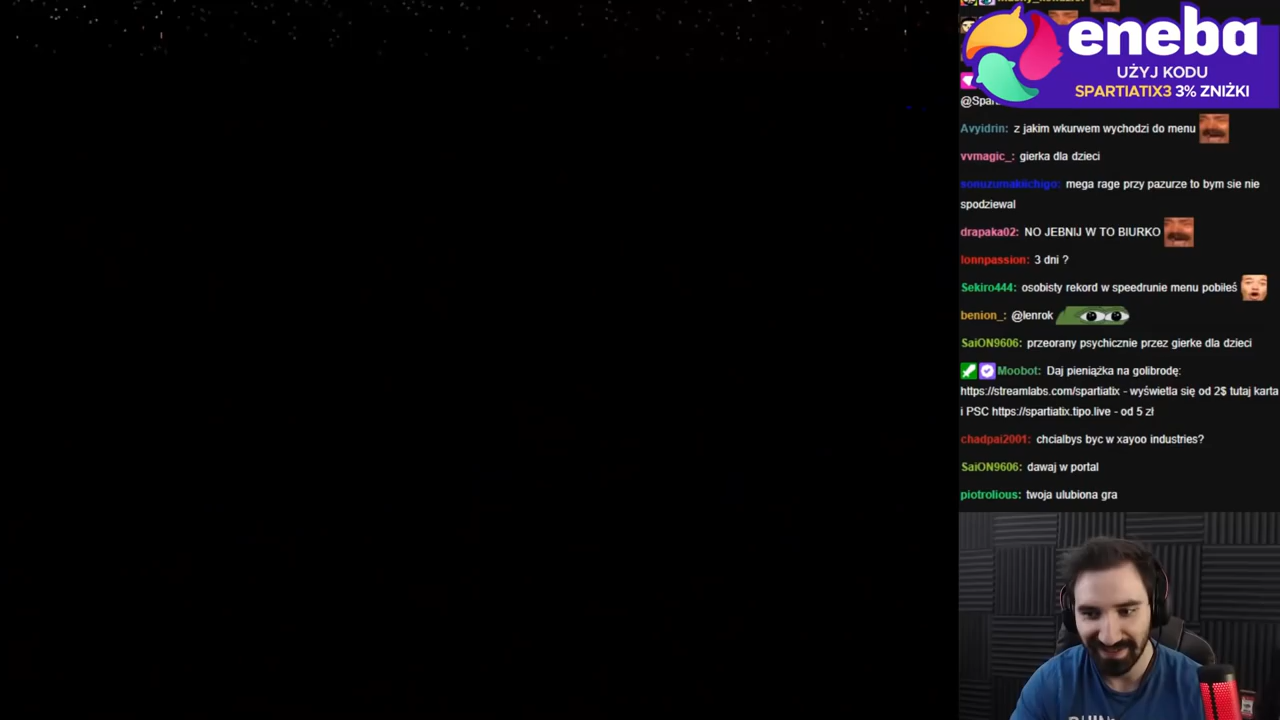 eneba
UŻYJ KODU
SPARTIATIX3 3% ZNIŻKI
Avyidrin: z jakim wkurwem wychodzi do menu
vvmagic_: gierka dla dzieci
sonuzumakiichigo: mega rage przy pazurze to bym sie nie
spodziewal
drapaka02: NO JEBNIJ W TO BIURKO
lonnpassion: 3 dni ?
Sekiro444: osobisty rekord w speedrunie menu pobiłeś
benion_: @lenrok
SaiON9606: przeorany psychicznie przez gierke dla dzieci
Moobot: Daj pieniążka na golibrodę:
https://streamlabs.com/spartiatix - wyświetla się od 2$ tutaj karta
i PSC https://spartiatix.tipo.live - od 5 zł
chadpai2001: chcialbys byc w xayoo industries?
SaiON9606: dawaj w portal
piotrolious: twoja ulubiona gra